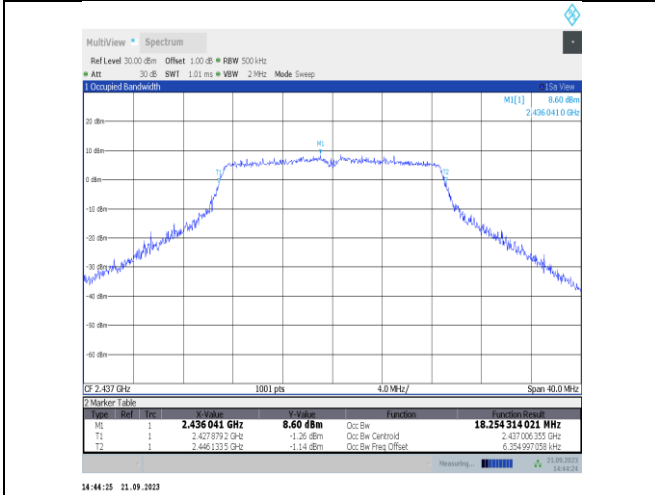 MultiView Spectrum
Ref Level 30.00 dBm Offset 1.00 dB RBW 500 kHz
Att 30 dB SWT 1.01 ms VBW 2 MHz Mode Sweep
1 Occupied Bandwidth 1Sa View
M1[1] 8.60 dBm
2.436 041 0 GHz
20 dBm
M1
10 dBm
T1 T2
0 dBm
-10 dBm
-20 dBm
-30 dBm
-40 dBm
-50 dBm
-60 dBm
CF 2.437 GHz 1001 pts 4.0 MHz/ Span 40.0 MHz
2 Marker Table
Type Ref Trc X-Value Y-Value Function Function Result
M1 1 2.436 041 GHz 8.60 dBm Occ Bw 18.254 314 021 MHz
T1 1 2.427 879 2 GHz -1.26 dBm Occ Bw Centroid 2.437 006 355 GHz
T2 1 2.446 133 5 GHz -1.14 dBm Occ Bw Freq Offset 6.354 997 058 kHz
Measuring... 21.09.2023
14:44:24
14:44:25 21.09.2023